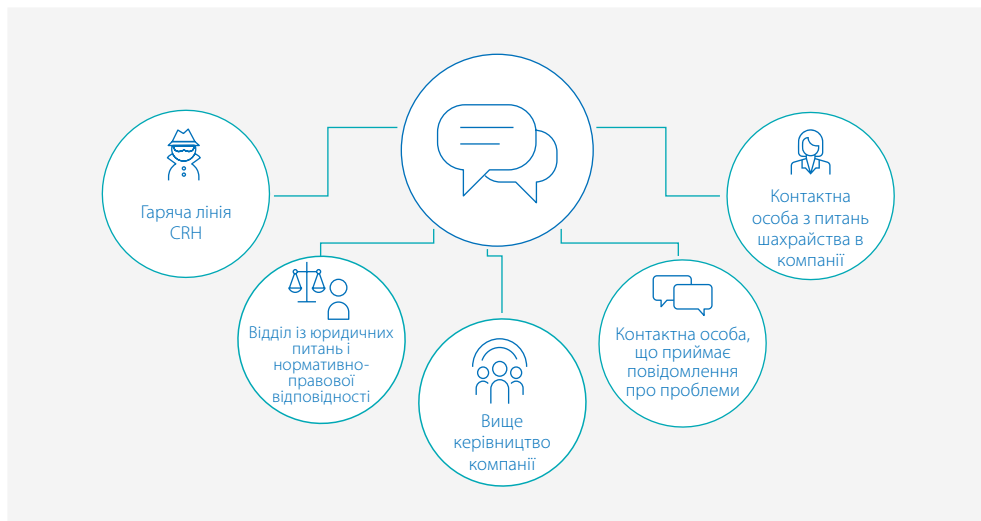 Гаряча лінія
CRH
Відділ із юридичних
питань і
нормативно-
правової
відповідності
Вище
керівництво
компанії
Контактна особа,
що приймає
повідомлення
про проблеми
Контактна
особа з питань
шахрайства в
компанії